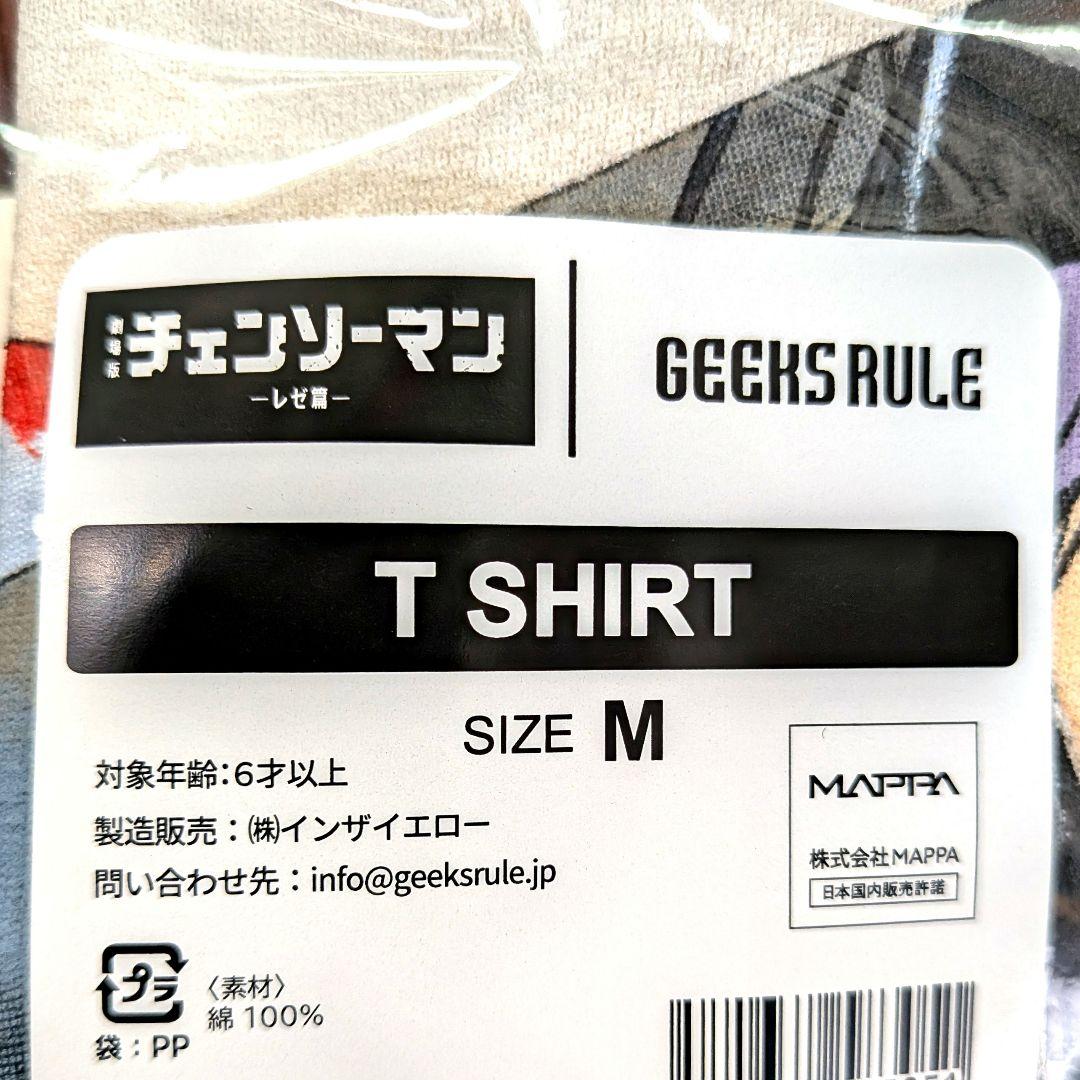 劇場版 チェンソーマン
ーレゼ篇ー
GEEKS RULE
T SHIRT
SIZE M
対象年齢:6才以上
製造販売：㈱インザイエロー
問い合わせ先：info@geeksrule.jp
MAPPA
株式会社MAPPA
日本国内販売許諾
プラ
〈素材〉
綿 100%
袋：PP